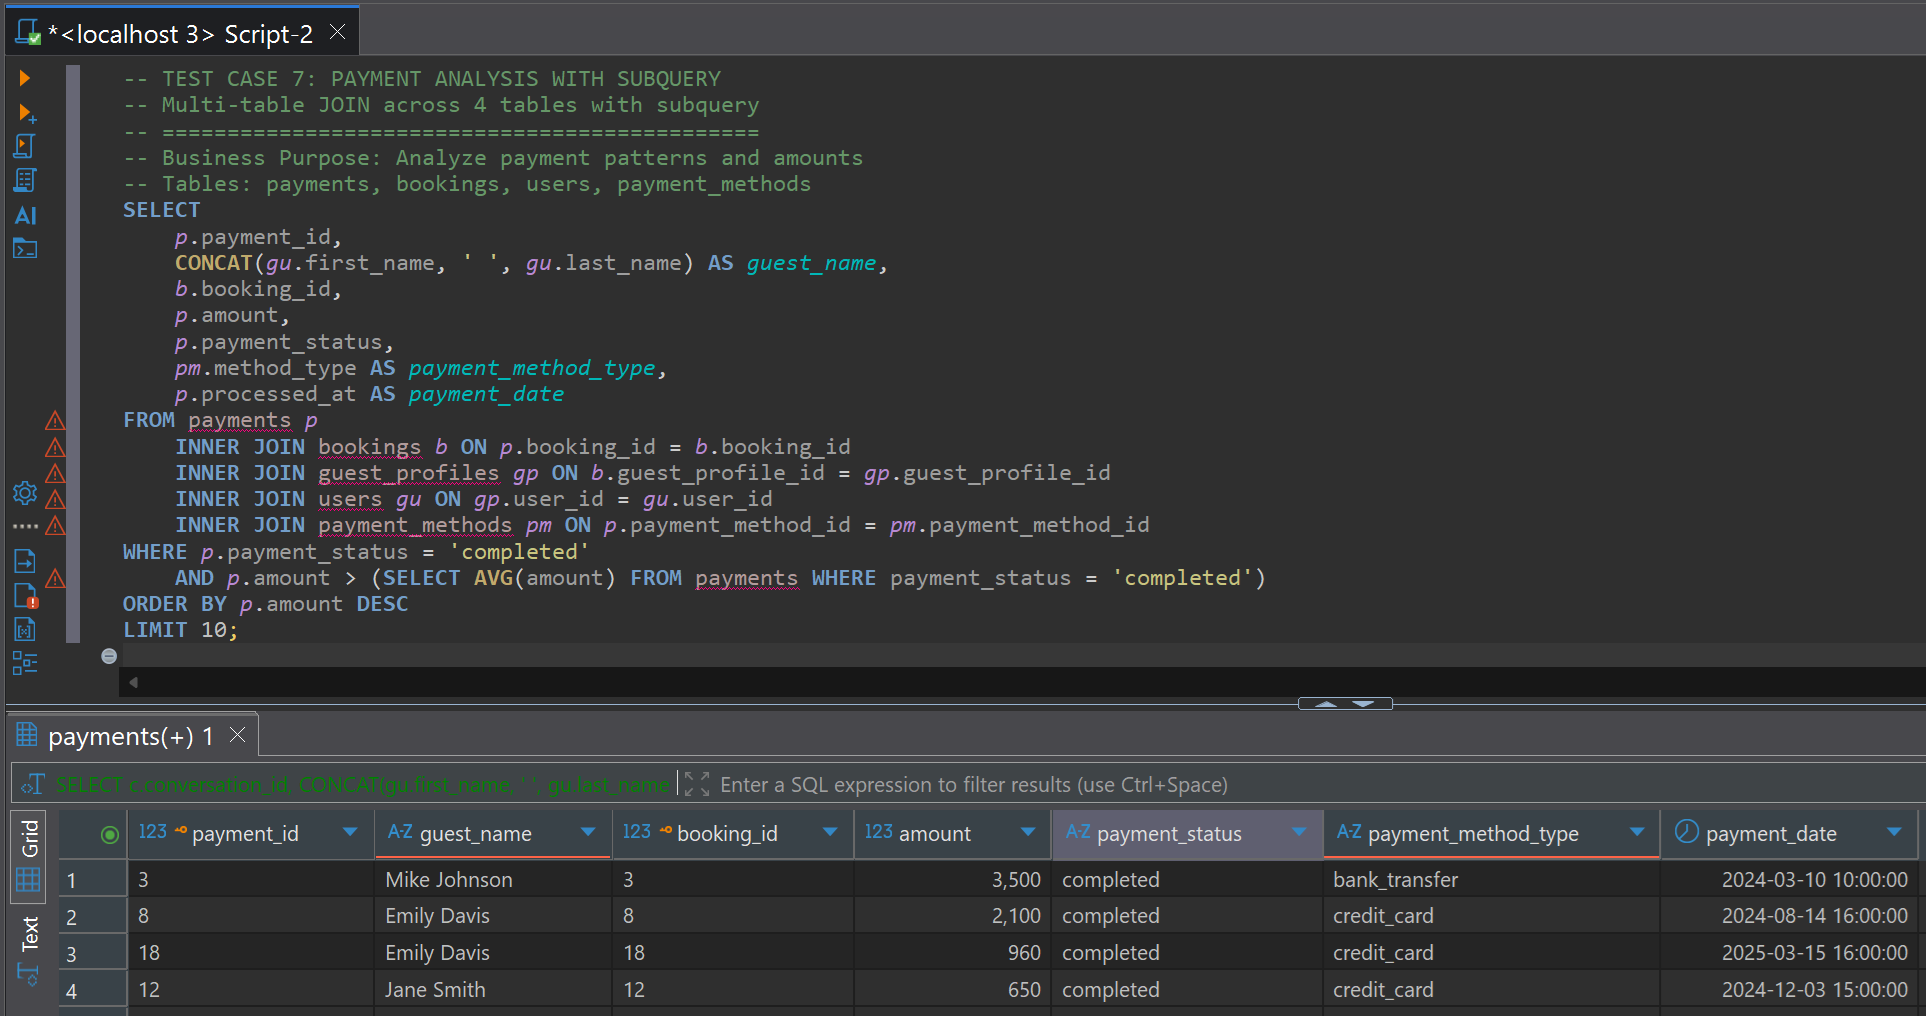 *<localhost 3> Script-2
-- TEST CASE 7: PAYMENT ANALYSIS WITH SUBQUERY
-- Multi-table JOIN across 4 tables with subquery
-- ==============================================
-- Business Purpose: Analyze payment patterns and amounts
-- Tables: payments, bookings, users, payment_methods
SELECT
p.payment_id,
CONCAT(gu.first_name, ' ', gu.last_name) AS guest_name,
b.booking_id,
p.amount,
p.payment_status,
pm.method_type AS payment_method_type,
p.processed_at AS payment_date
FROM payments p
INNER JOIN bookings b ON p.booking_id = b.booking_id
INNER JOIN guest_profiles gp ON b.guest_profile_id = gp.guest_profile_id
INNER JOIN users gu ON gp.user_id = gu.user_id
INNER JOIN payment_methods pm ON p.payment_method_id = pm.payment_method_id
WHERE p.payment_status = 'completed'
AND p.amount > (SELECT AVG(amount) FROM payments WHERE payment_status = 'completed')
ORDER BY p.amount DESC
LIMIT 10;
AI
payments(+) 1
SELECT c.conversation_id, CONCAT(gu.first_name, ' ', gu.last_name Enter a SQL expression to filter results (use Ctrl+Space)
Grid
Text
123 payment_id A-Z guest_name 123 booking_id 123 amount A-Z payment_status A-Z payment_method_type payment_date
1 3 Mike Johnson 3 3,500 completed bank_transfer 2024-03-10 10:00:00
2 8 Emily Davis 8 2,100 completed credit_card 2024-08-14 16:00:00
3 18 Emily Davis 18 960 completed credit_card 2025-03-15 16:00:00
4 12 Jane Smith 12 650 completed credit_card 2024-12-03 15:00:00